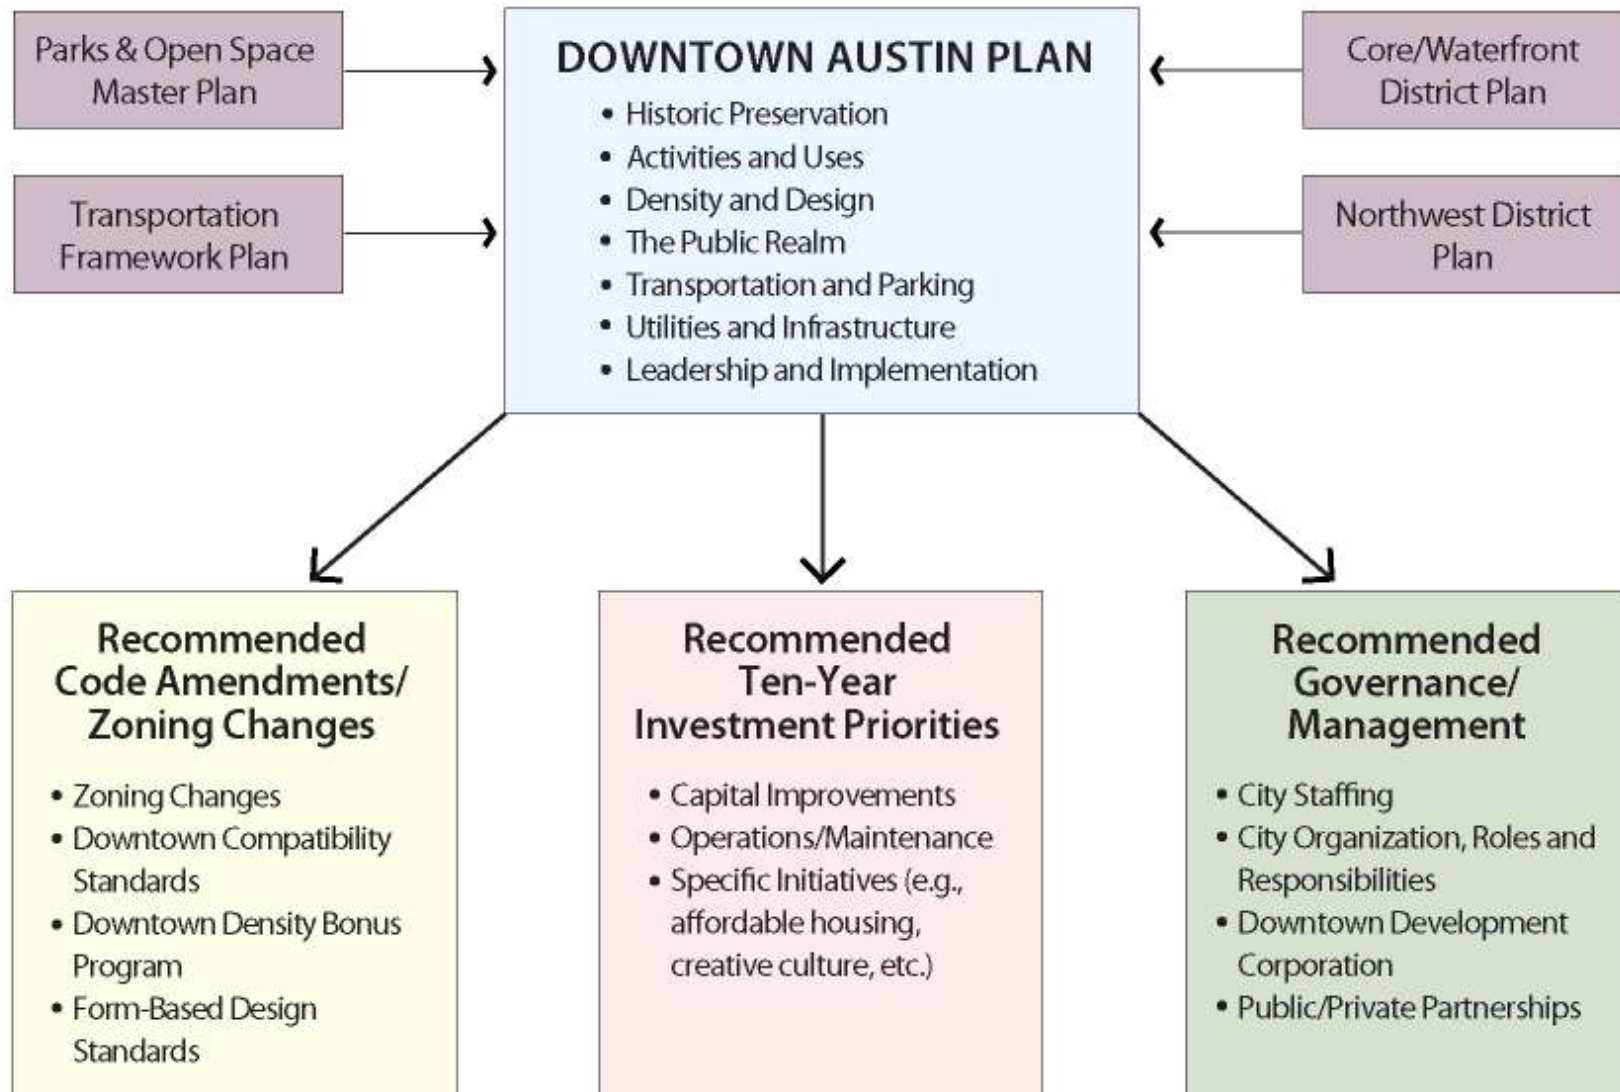 Parks & Open Space
Master Plan
Transportation
Framework Plan
DOWNTOWN AUSTIN PLAN
• Historic Preservation
• Activities and Uses
• Density and Design
• The Public Realm
• Transportation and Parking
• Utilities and Infrastructure
• Leadership and Implementation
Core/Waterfront
District Plan
Northwest District
Plan
Recommended
Code Amendments/
Zoning Changes
• Zoning Changes
• Downtown Compatibility
Standards
• Downtown Density Bonus
Program
• Form-Based Design
Standards
Recommended
Ten-Year
Investment Priorities
• Capital Improvements
• Operations/Maintenance
• Specific Initiatives (e.g.,
affordable housing,
creative culture, etc.)
Recommended
Governance/
Management
• City Staffing
• City Organization, Roles and
Responsibilities
• Downtown Development
Corporation
• Public/Private Partnerships